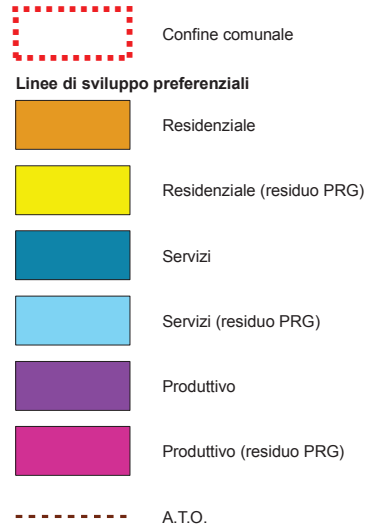 Confine comunale
Linee di sviluppo preferenziali
Residenziale
Residenziale (residuo PRG)
Servizi
Servizi (residuo PRG)
Produttivo
Produttivo (residuo PRG)
A.T.O.